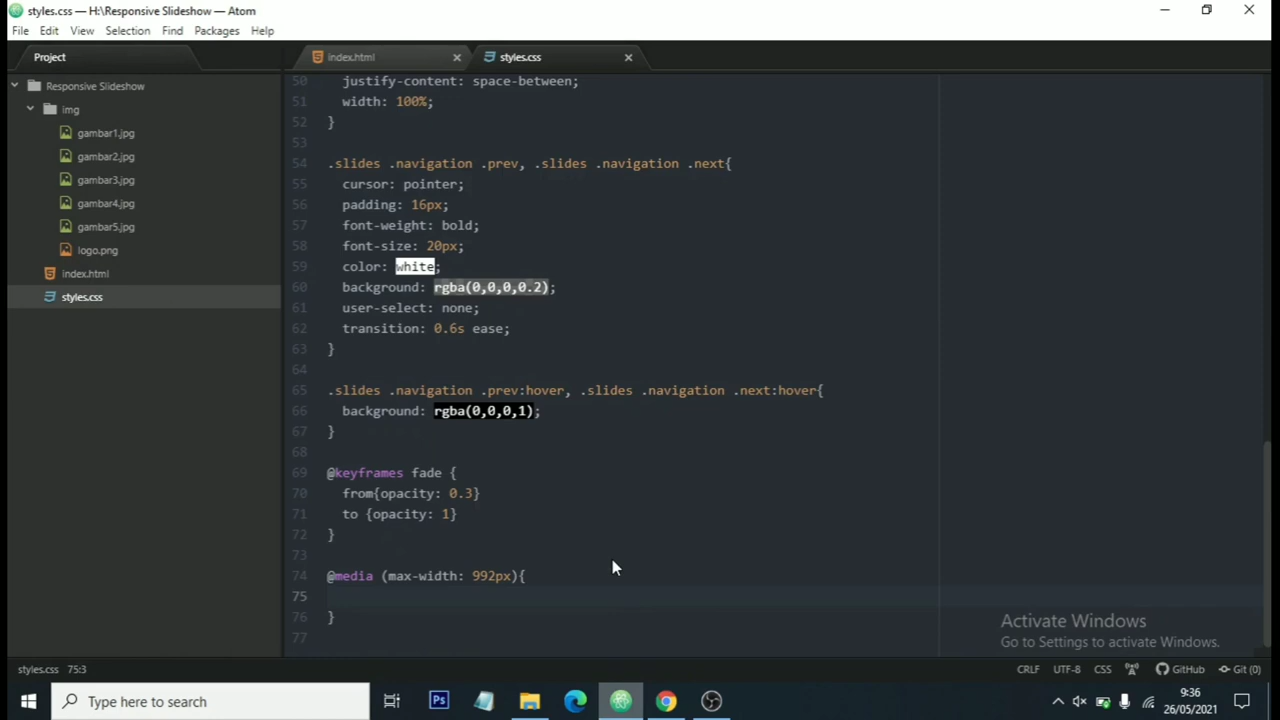 styles.css — H:\Responsive Slideshow — Atom
File Edit View Selection Find Packages Help
Project
index.html
styles.css
Responsive Slideshow
img
gambar1.jpg
gambar2.jpg
gambar3.jpg
gambar4.jpg
gambar5.jpg
logo.png
index.html
styles.css
50 justify-content: space-between;
51 width: 100%;
52 }
53
54 .slides .navigation .prev, .slides .navigation .next{
55 cursor: pointer;
56 padding: 16px;
57 font-weight: bold;
58 font-size: 20px;
59 color: white;
60 background: rgba(0,0,0,0.2);
61 user-select: none;
62 transition: 0.6s ease;
63 }
64
65 .slides .navigation .prev:hover, .slides .navigation .next:hover{
66 background: rgba(0,0,0,1);
67 }
68
69 @keyframes fade {
70 from{opacity: 0.3}
71 to {opacity: 1}
72 }
73
74 @media (max-width: 992px){
75
76 }
77
Activate Windows
Go to Settings to activate Windows.
styles.css 75:3 CRLF UTF-8 CSS GitHub Git (0)
Type here to search
Ps
9:36
26/05/2021